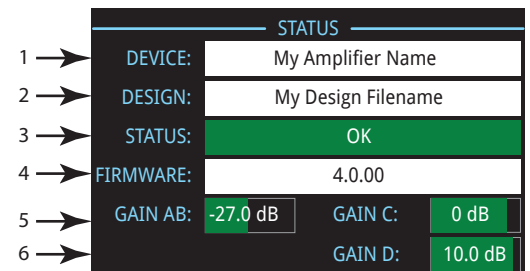 STATUS
1 DEVICE: My Amplifier Name
2 DESIGN: My Design Filename
3 STATUS: OK
4 FIRMWARE: 4.0.00
5 GAIN AB: -27.0 dB GAIN C: 0 dB
6 GAIN D: 10.0 dB